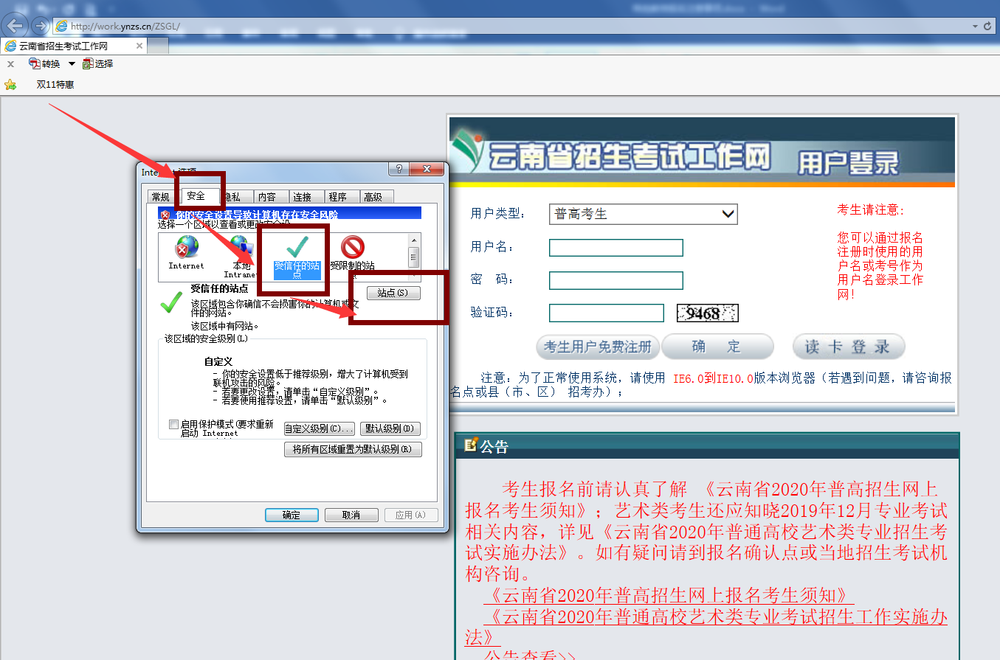 http://work.ynzs.cn/ZSGL/
云南省招生考试工作网
转换 选择
双11特惠
云南省招生考试工作网 用户登录
用户类型：
普高考生
用户名：
密 码：
验证码：
9468
考生用户免费注册
确 定
读卡登录
考生请注意：
您可以通过报名
注册时使用的用
户名或考号作为
用户名登录工作
网！
注意：为了正常使用系统，请使用 IE6.0到IE10.0版本浏览器（若遇到问题，请咨询报
名点或县（市、区） 招考办）；
常规 安全 隐私 内容 连接 程序 高级
你的安全设置导致计算机存在安全风险
选择一个区域以查看或更改安全设
Internet
本地
Intrane
受信任的站
点
受限制的站
受信任的站点
站点(S)
该区域包含你确信不会损害你的计算机或文
件的网站。
该区域中有网站。
该区域的安全级别(L)
自定义
- 你的安全设置低于推荐级别，增大了计算机受到
联机攻击的风险。
- 若要更改设置，请单击“自定义级别”。
- 若要使用推荐设置，请单击“默认级别”。
启用保护模式(要求重新
启动 Internet
自定义级别(C)...
默认级别(D)
将所有区域重置为默认级别(R)
确定
取消
应用(A)
公告
考生报名前请认真了解 《云南省2020年普高招生网上
报名考生须知》；艺术类考生还应知晓2019年12月专业考试
相关内容，详见《云南省2020年普通高校艺术类专业招生考
试实施办法》。如有疑问请到报名确认点或当地招生考试机
构咨询。
《云南省2020年普高招生网上报名考生须知》
《云南省2020年普通高校艺术类专业考试招生工作实施办
法》
公告查看>>